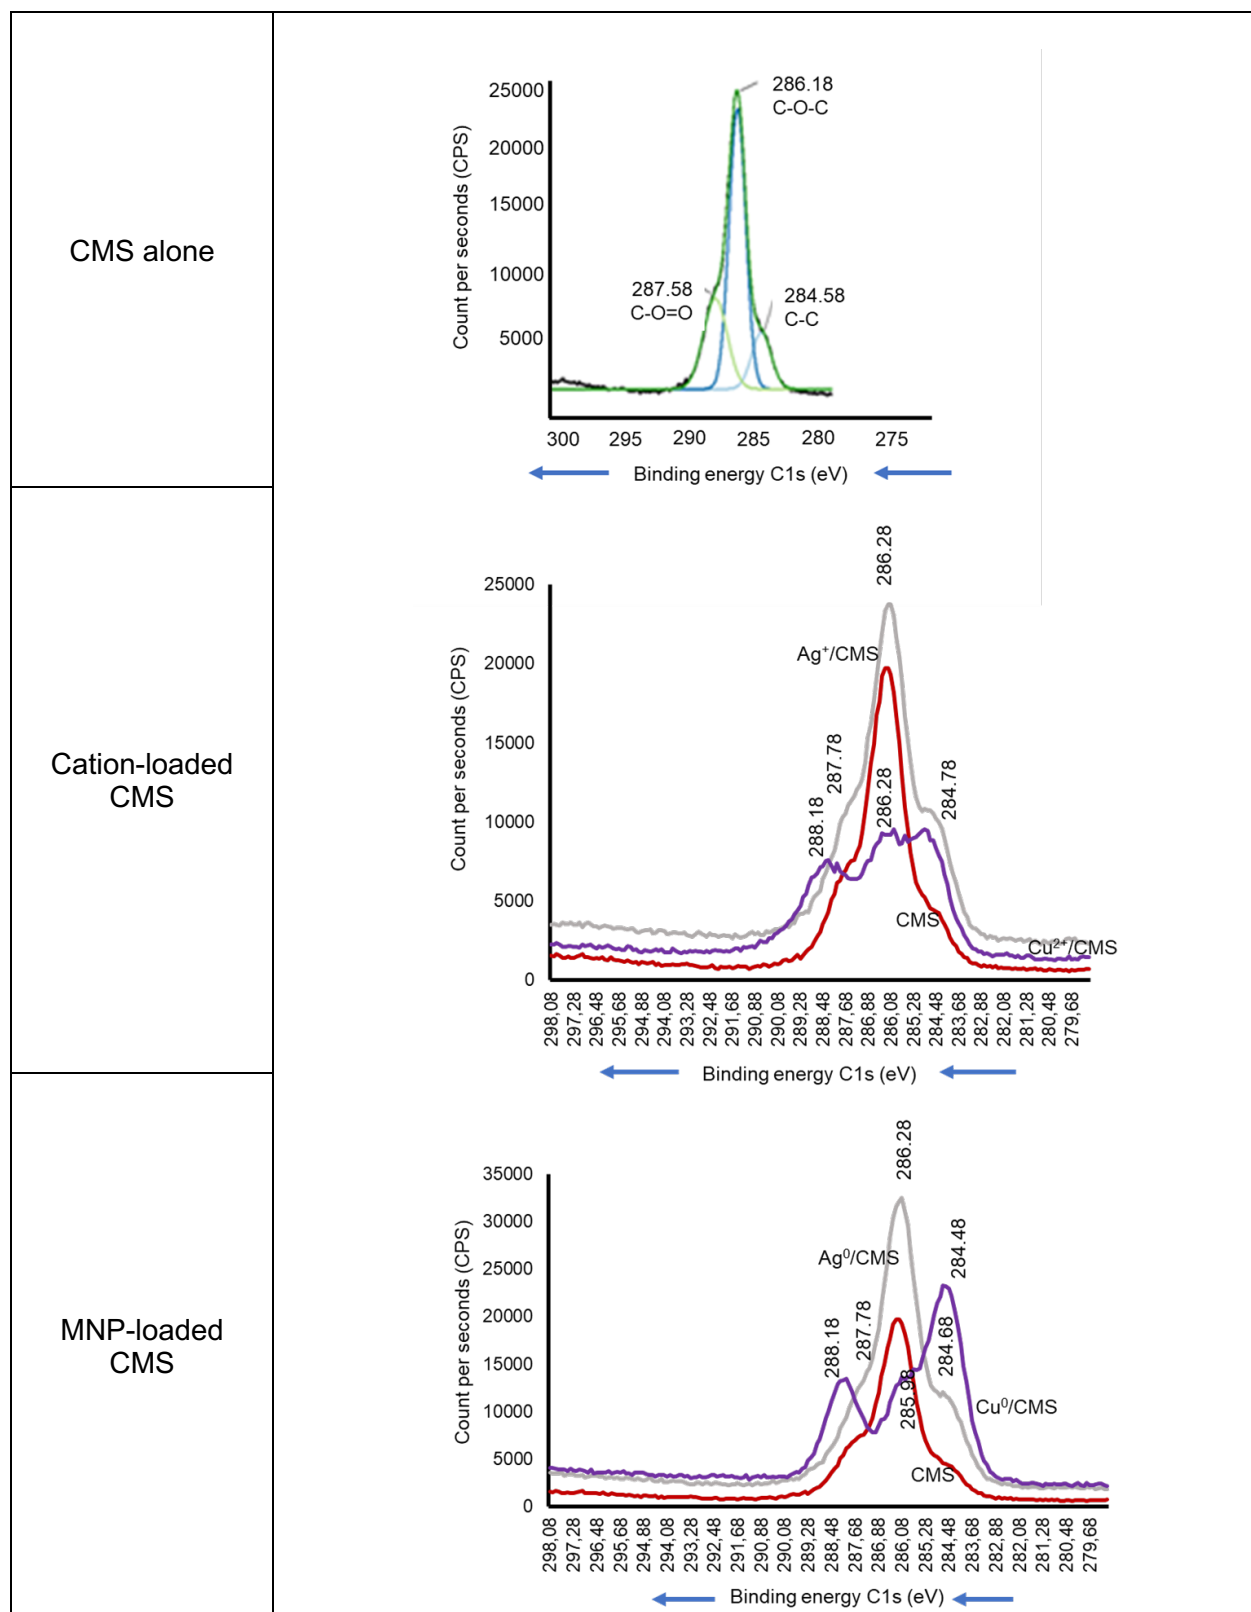 CMS alone
Count per seconds (CPS)
25000
20000
15000
10000
5000
286.18
C-O-C
287.58
C-O=O
284.58
C-C
300 295 290 285 280 275
Binding energy C1s (eV)
Cation-loaded
CMS
Count per seconds (CPS)
25000
20000
15000
10000
5000
0
286.28
Ag⁺/CMS
287.78
288.18
286.28
284.78
CMS
Cu²⁺/CMS
298,08 297,28 296,48 295,68 294,88 294,08 293,28 292,48 291,68 290,88 290,08 289,28 288,48 287,68 286,88 286,08 285,28 284,48 283,68 282,88 282,08 281,28 280,48 279,68
Binding energy C1s (eV)
MNP-loaded
CMS
Count per seconds (CPS)
35000
30000
25000
20000
15000
10000
5000
0
286.28
Ag⁰/CMS
284.48
287.78
288.18
284.68
285.98
Cu⁰/CMS
CMS
298,08 297,28 296,48 295,68 294,88 294,08 293,28 292,48 291,68 290,88 290,08 289,28 288,48 287,68 286,88 286,08 285,28 284,48 283,68 282,88 282,08 281,28 280,48 279,68
Binding energy C1s (eV)